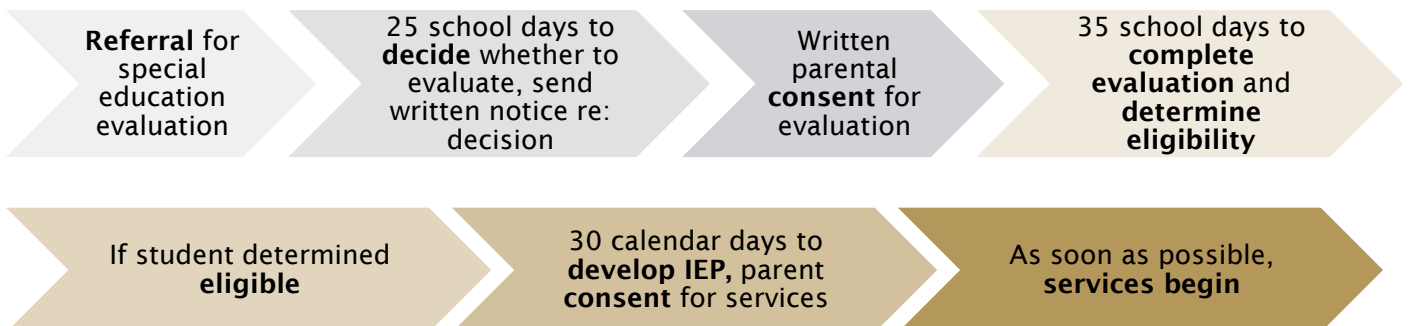 Referral for
special
education
evaluation
25 school days to
decide whether to
evaluate, send
written notice re:
decision
Written
parental
consent for
evaluation
35 school days to
complete
evaluation and
determine
eligibility
If student determined
eligible
30 calendar days to
develop IEP, parent
consent for services
As soon as possible,
services begin